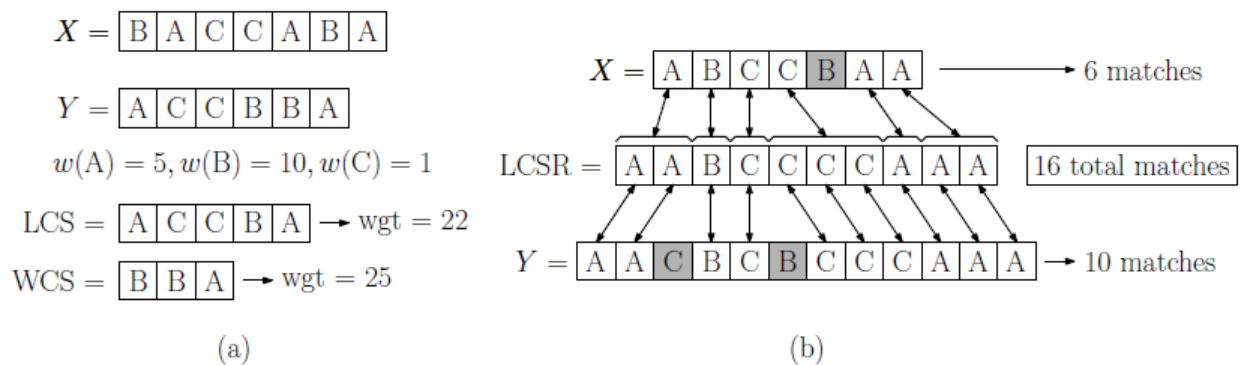 X = B A C C A B A
Y = A C C B B A
w(A) = 5, w(B) = 10, w(C) = 1
LCS = A C C B A → wgt = 22
WCS = B B A → wgt = 25
(a)
X = A B C C B A A → 6 matches
LCSR = A A B C C C C A A A 16 total matches
Y = A A C B C B C C C A A A → 10 matches
(b)